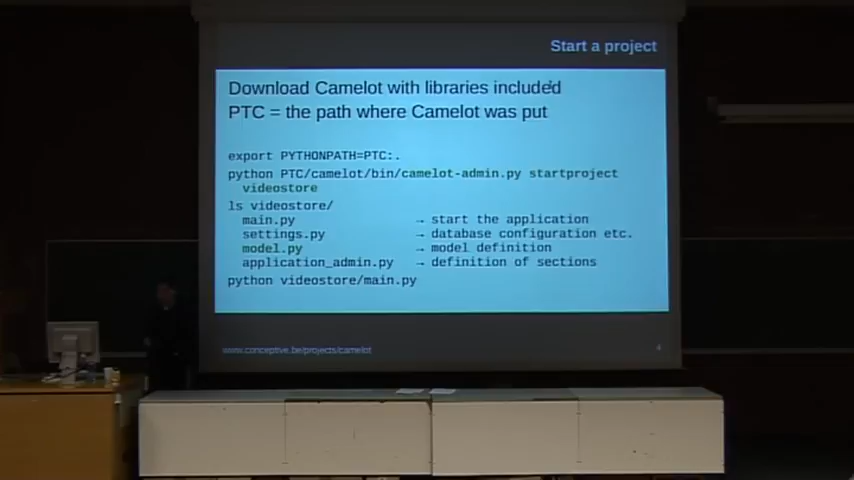 Start a project
Download Camelot with libraries included
PTC = the path where Camelot was put
export PYTHONPATH=PTC:.
python PTC/camelot/bin/camelot-admin.py startproject
videostore
ls videostore/
main.py → start the application
settings.py → database configuration etc.
model.py → model definition
application_admin.py → definition of sections
python videostore/main.py
www.conceptive.be/projects/camelot 4